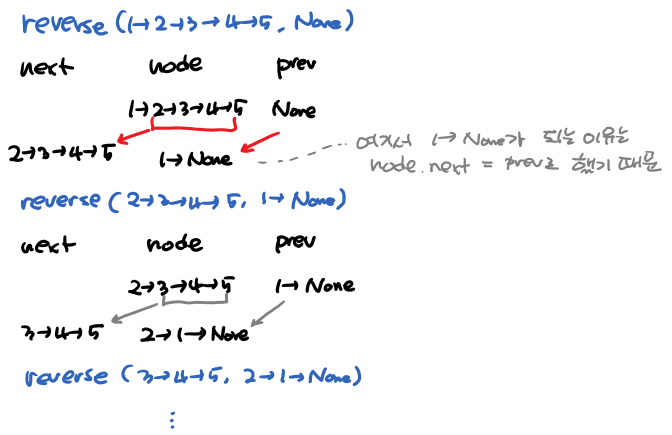 reverse (1→2→3→4→5, None)
next node prev
1→2→3→4→5 None
2→3→4→5 1→None
여기서 1→None가 되는 이유는
node.next = prev로 했기 때문
reverse (2→3→4→5, 1→None)
next node prev
2→3→4→5 1→None
3→4→5 2→1→None
reverse (3→4→5, 2→1→None)
⋮